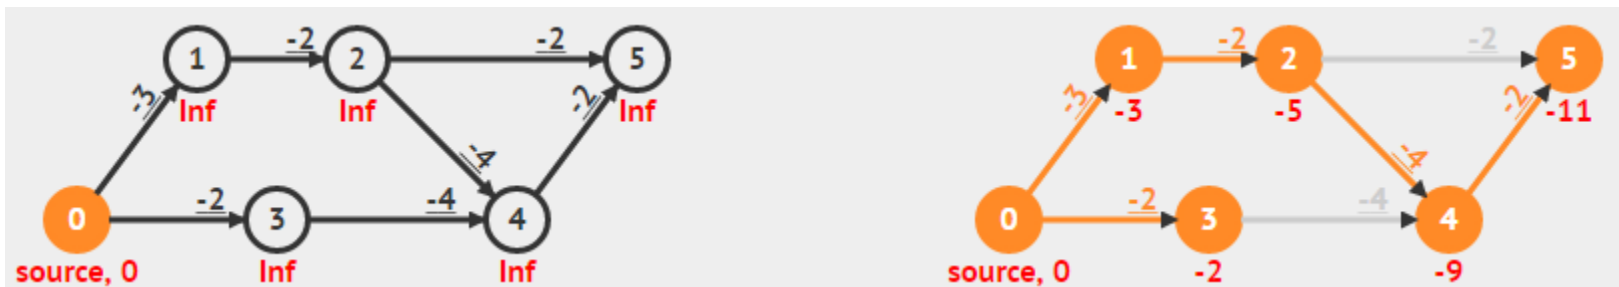 -2 -2
1 2 5
-3 Inf Inf -2 Inf
-4
-2 -4
0 3 4
source, 0 Inf Inf
-2 -2
1 2 5
-3 -3 -5 -2 -11
-4
-2 -4
0 3 4
source, 0 -2 -9